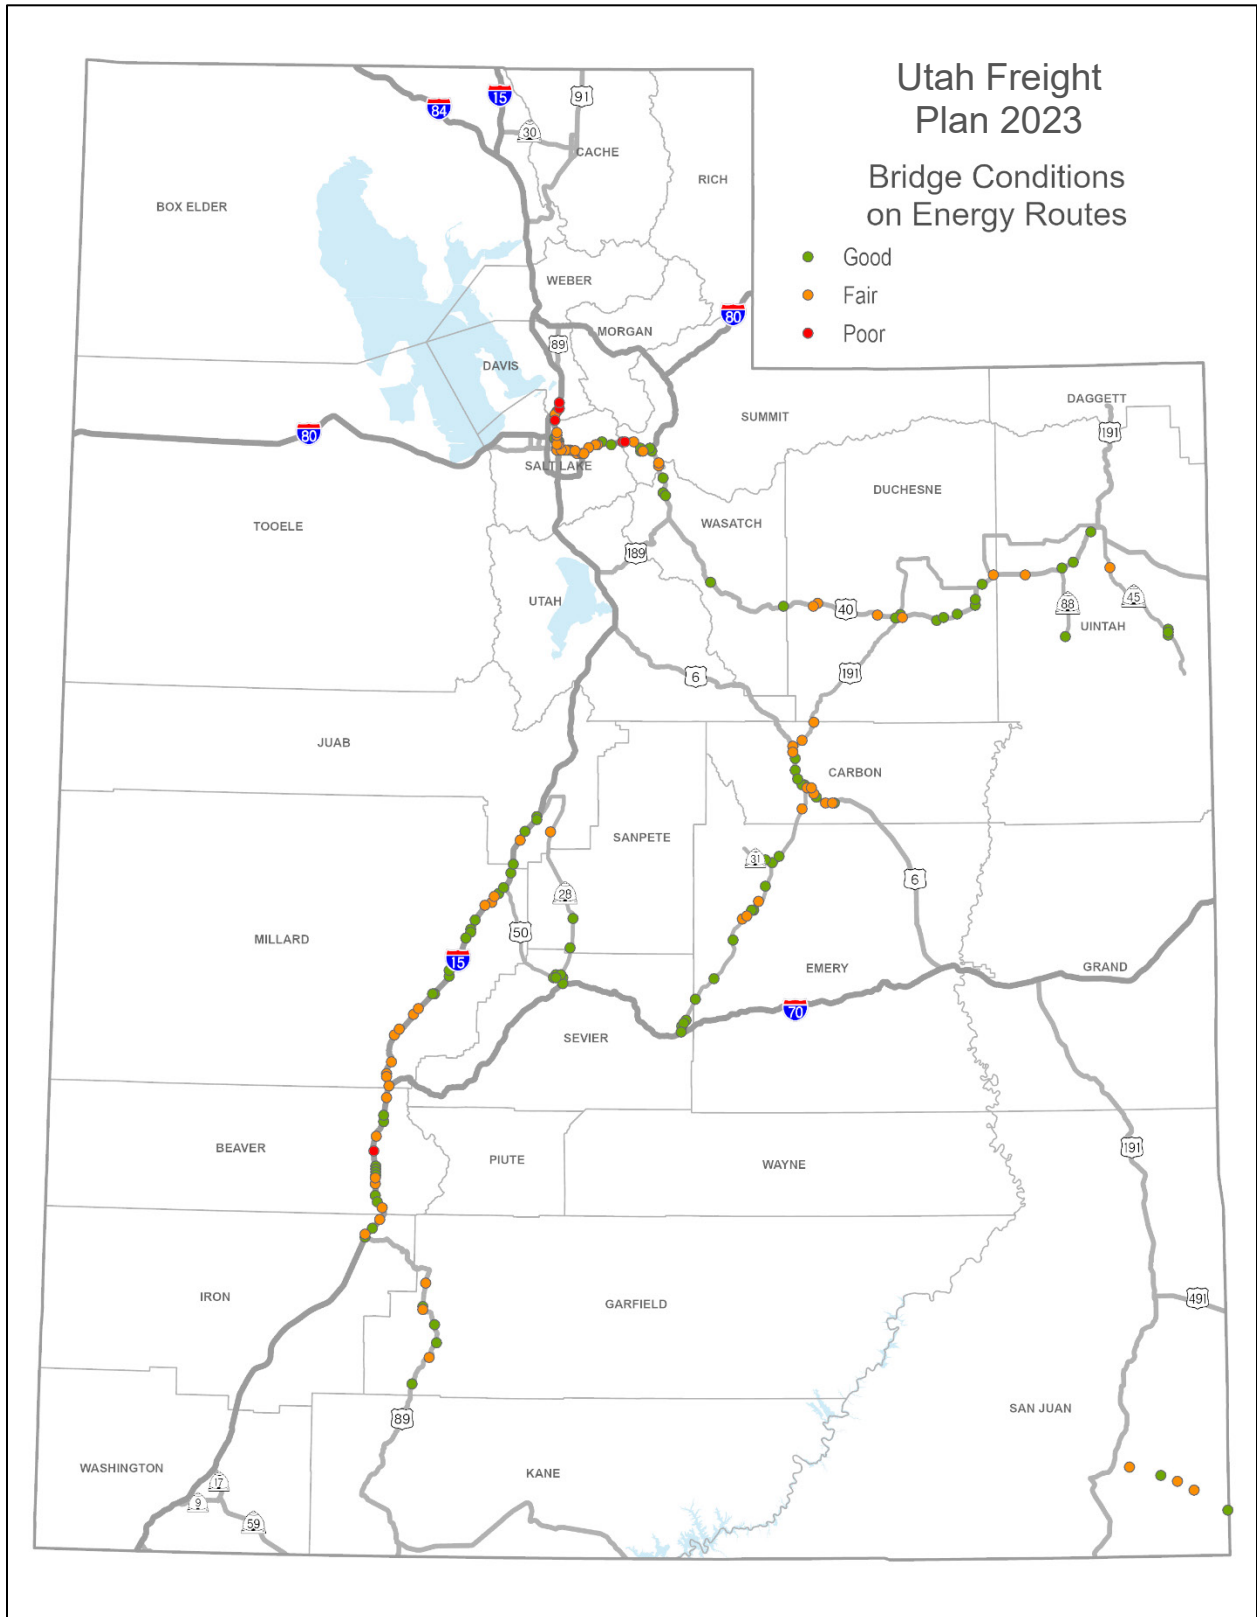 Utah Freight
Plan 2023
Bridge Conditions
on Energy Routes
Good
Fair
Poor
84
15
91
30
CACHE
RICH
BOX ELDER
WEBER
80
MORGAN
89
DAVIS
DAGGETT
SUMMIT
191
80
SALT LAKE
DUCHESNE
TOOELE
WASATCH
189
UTAH
40
88
45
UINTAH
6
191
JUAB
CARBON
SANPETE
31
28
6
50
MILLARD
15
EMERY
GRAND
70
SEVIER
BEAVER
PIUTE
WAYNE
191
IRON
GARFIELD
491
89
SAN JUAN
WASHINGTON
KANE
17
9
59